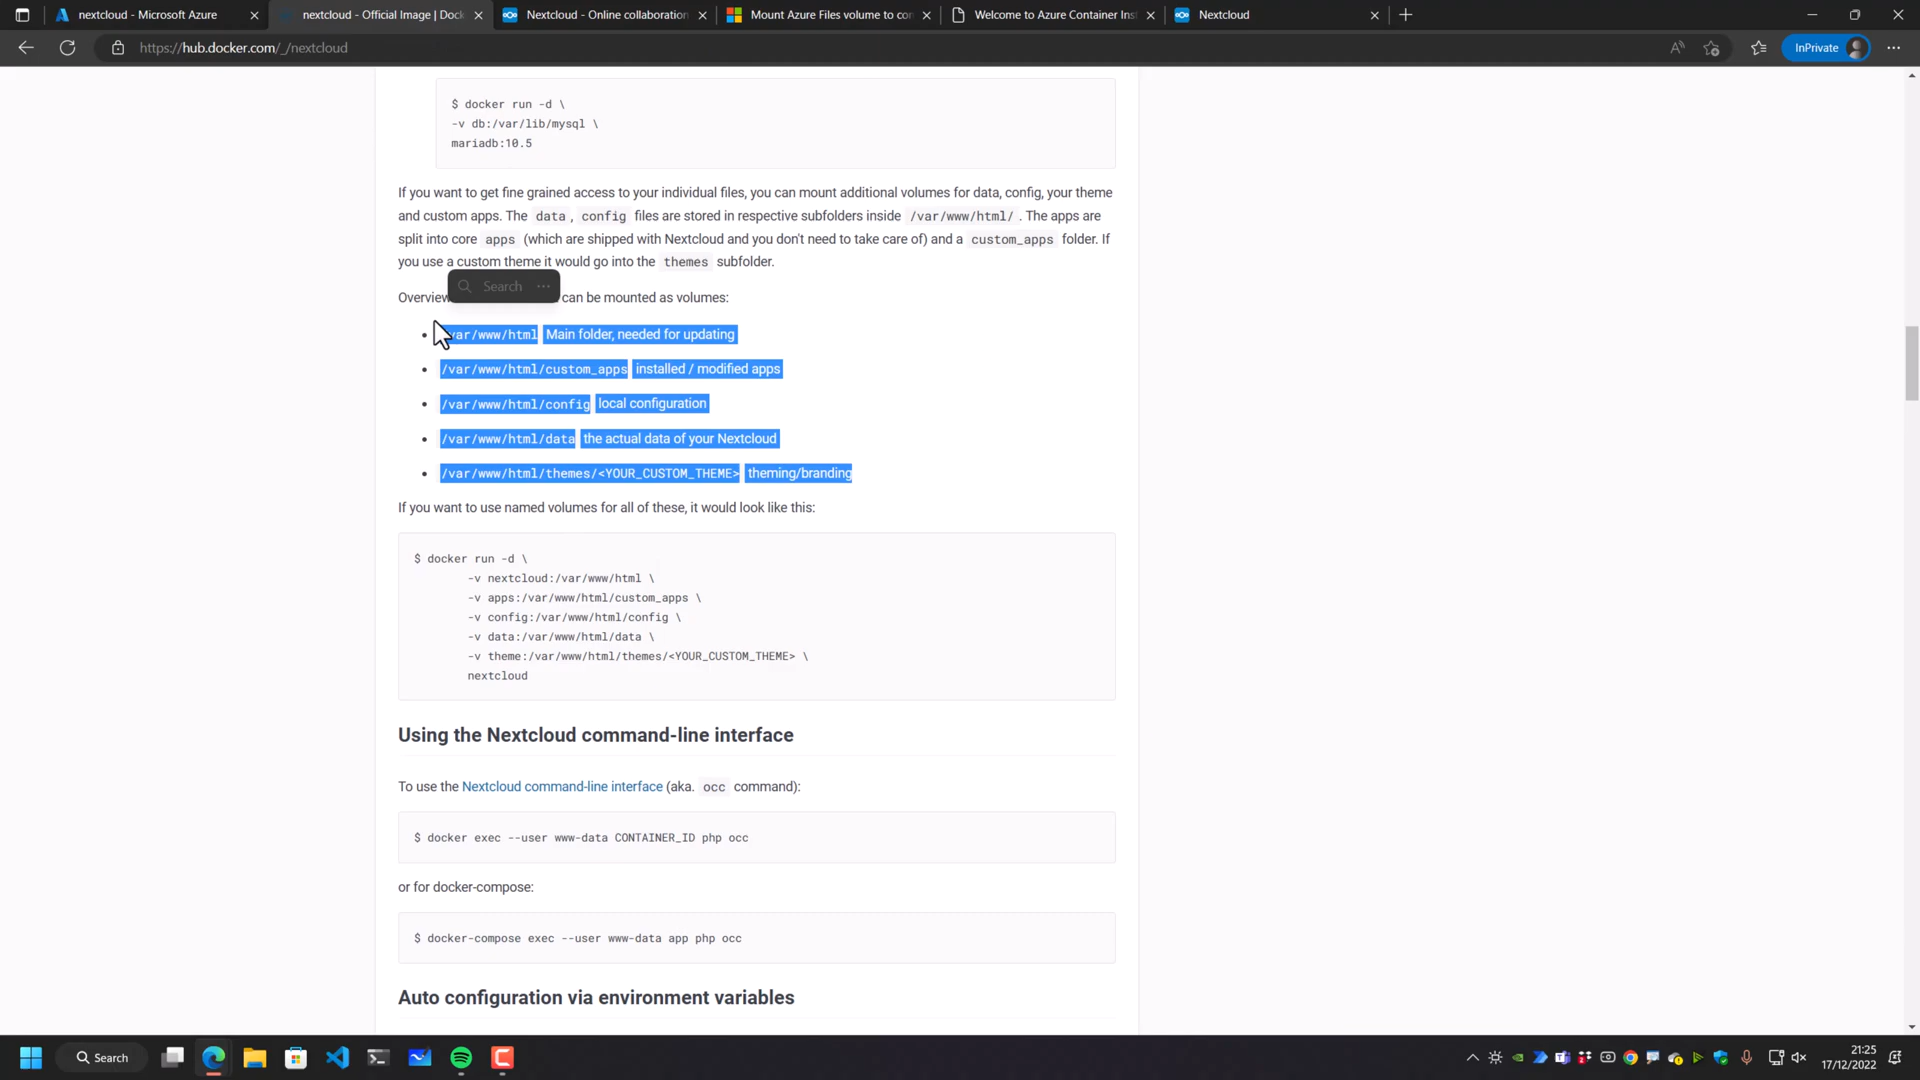 nextcloud - Microsoft Azure
nextcloud - Official Image | Dock
Nextcloud - Online collaboration
Mount Azure Files volume to con
Welcome to Azure Container Inst
Nextcloud
https://hub.docker.com/_/nextcloud
InPrivate
$ docker run -d \
-v db:/var/lib/mysql \
mariadb:10.5
If you want to get fine grained access to your individual files, you can mount additional volumes for data, config, your theme
and custom apps. The data, config files are stored in respective subfolders inside /var/www/html/ . The apps are
split into core apps (which are shipped with Nextcloud and you don't need to take care of) and a custom_apps folder. If
you use a custom theme it would go into the themes subfolder.
Search ...
Overview can be mounted as volumes:
/var/www/html Main folder, needed for updating
/var/www/html/custom_apps installed / modified apps
/var/www/html/config local configuration
/var/www/html/data the actual data of your Nextcloud
/var/www/html/themes/<YOUR_CUSTOM_THEME> theming/branding
If you want to use named volumes for all of these, it would look like this:
$ docker run -d \
-v nextcloud:/var/www/html \
-v apps:/var/www/html/custom_apps \
-v config:/var/www/html/config \
-v data:/var/www/html/data \
-v theme:/var/www/html/themes/<YOUR_CUSTOM_THEME> \
nextcloud
Using the Nextcloud command-line interface
To use the Nextcloud command-line interface (aka. occ command):
$ docker exec --user www-data CONTAINER_ID php occ
or for docker-compose:
$ docker-compose exec --user www-data app php occ
Auto configuration via environment variables
Search
21:25
17/12/2022